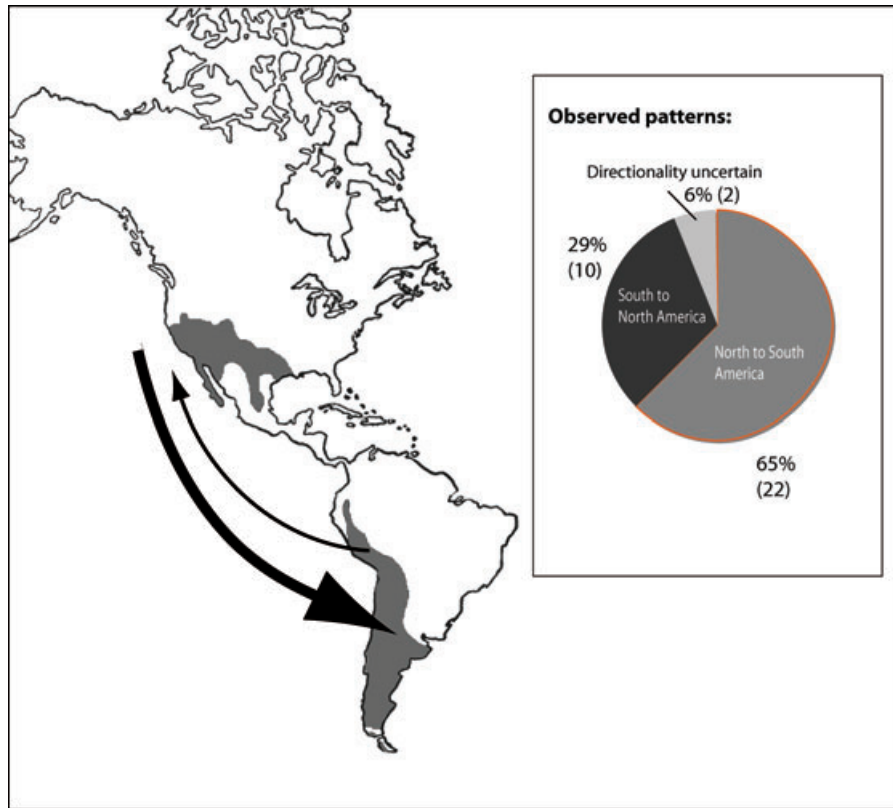 Observed patterns:
Directionality uncertain
6% (2)
29%
(10)
South to
North America
North to South
America
65%
(22)